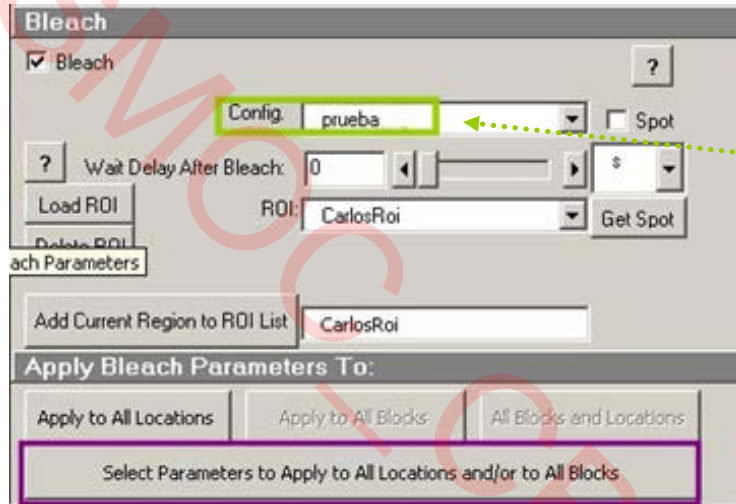 Bleach
Bleach
?
Config. prueba
Spot
? Wait Delay After Bleach: 0 s
Load ROI ROI: CarlosRoi Get Spot
Delete ROI
ach Parameters
Add Current Region to ROI List CarlosRoi
Apply Bleach Parameters To:
Apply to All Locations Apply to All Blocks All Blocks and Locations
Select Parameters to Apply to All Locations and/or to All Blocks